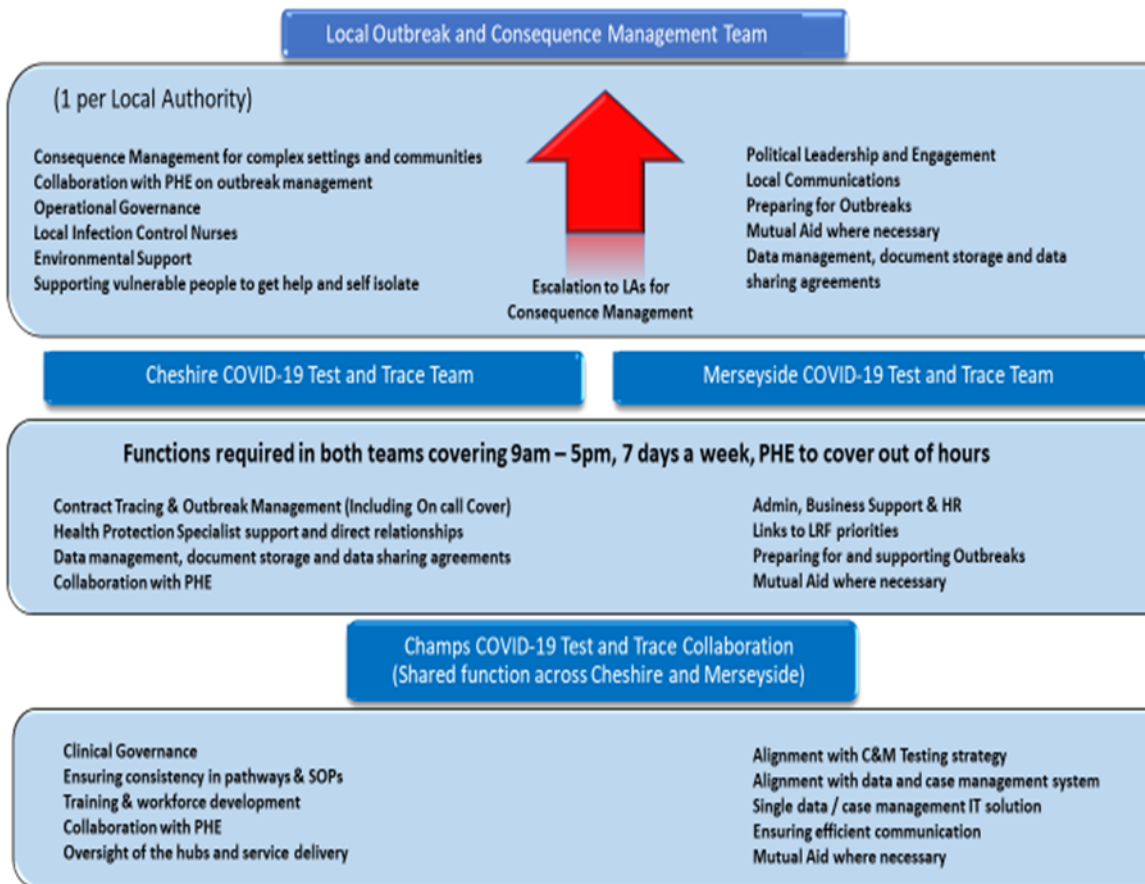 Local Outbreak and Consequence Management Team
(1 per Local Authority)
Consequence Management for complex settings and communities
Collaboration with PHE on outbreak management
Operational Governance
Local Infection Control Nurses
Environmental Support
Supporting vulnerable people to get help and self isolate
Escalation to LAs for
Consequence Management
Political Leadership and Engagement
Local Communications
Preparing for Outbreaks
Mutual Aid where necessary
Data management, document storage and data
sharing agreements
Cheshire COVID-19 Test and Trace Team
Merseyside COVID-19 Test and Trace Team
Functions required in both teams covering 9am – 5pm, 7 days a week, PHE to cover out of hours
Contract Tracing & Outbreak Management (Including On call Cover)
Health Protection Specialist support and direct relationships
Data management, document storage and data sharing agreements
Collaboration with PHE
Admin, Business Support & HR
Links to LRF priorities
Preparing for and supporting Outbreaks
Mutual Aid where necessary
Champs COVID-19 Test and Trace Collaboration
(Shared function across Cheshire and Merseyside)
Clinical Governance
Ensuring consistency in pathways & SOPs
Training & workforce development
Collaboration with PHE
Oversight of the hubs and service delivery
Alignment with C&M Testing strategy
Alignment with data and case management system
Single data / case management IT solution
Ensuring efficient communication
Mutual Aid where necessary